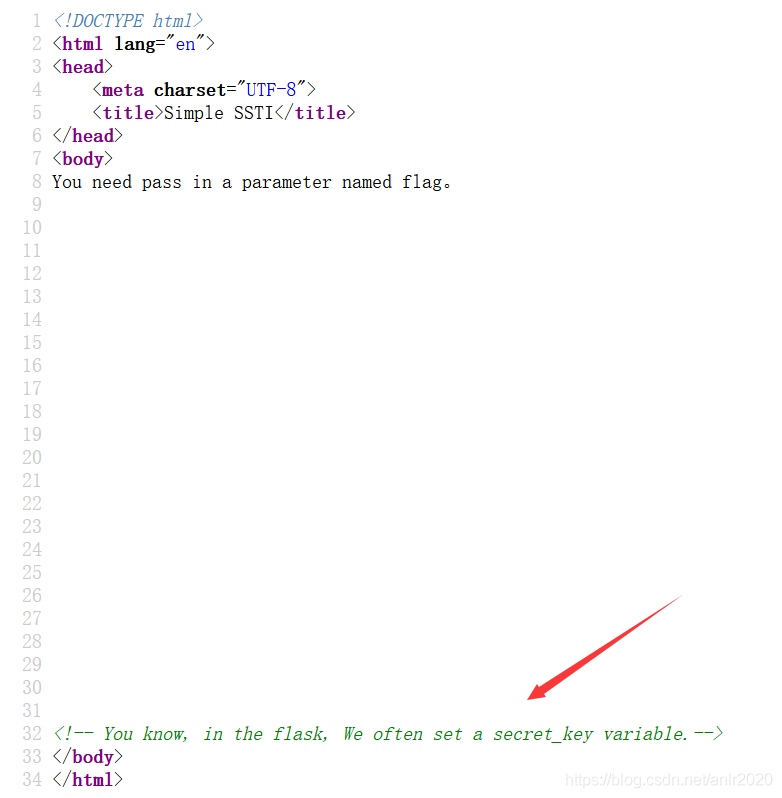 1 <!DOCTYPE html>
2 <html lang="en">
3 <head>
4     <meta charset="UTF-8">
5     <title>Simple SSTI</title>
6 </head>
7 <body>
8 You need pass in a parameter named flag。
9
10
11
12
13
14
15
16
17
18
19
20
21
22
23
24
25
26
27
28
29
30
31
32 <!-- You know, in the flask, We often set a secret_key variable.-->
33 </body>
34 </html>
https://blog.csdn.net/anlr2020